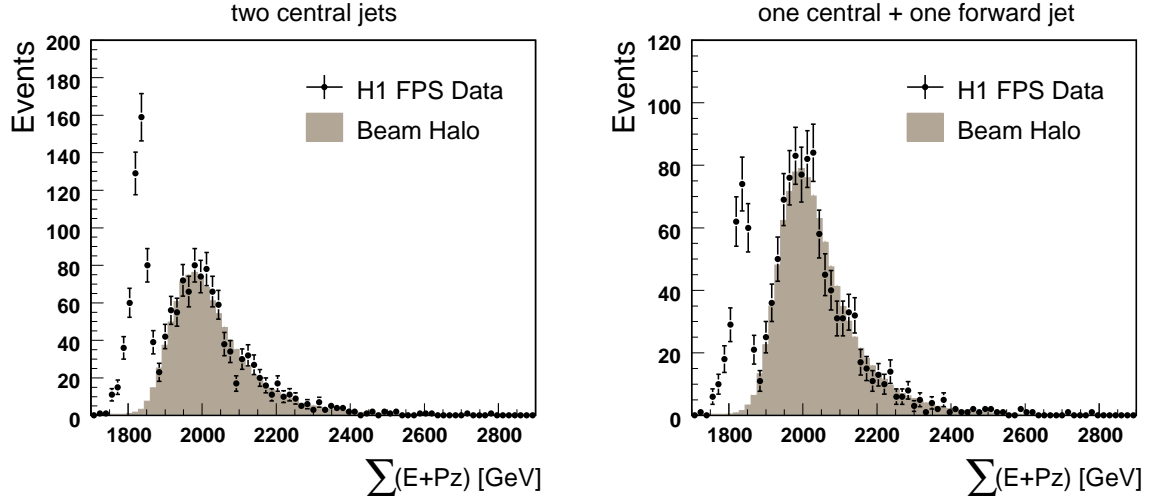 two central jets
Events
200
180
160
140
120
100
80
60
40
20
0
H1 FPS Data
Beam Halo
1800 2000 2200 2400 2600 2800
∑(E+Pz) [GeV]
one central + one forward jet
Events
120
100
80
60
40
20
0
H1 FPS Data
Beam Halo
1800 2000 2200 2400 2600 2800
∑(E+Pz) [GeV]